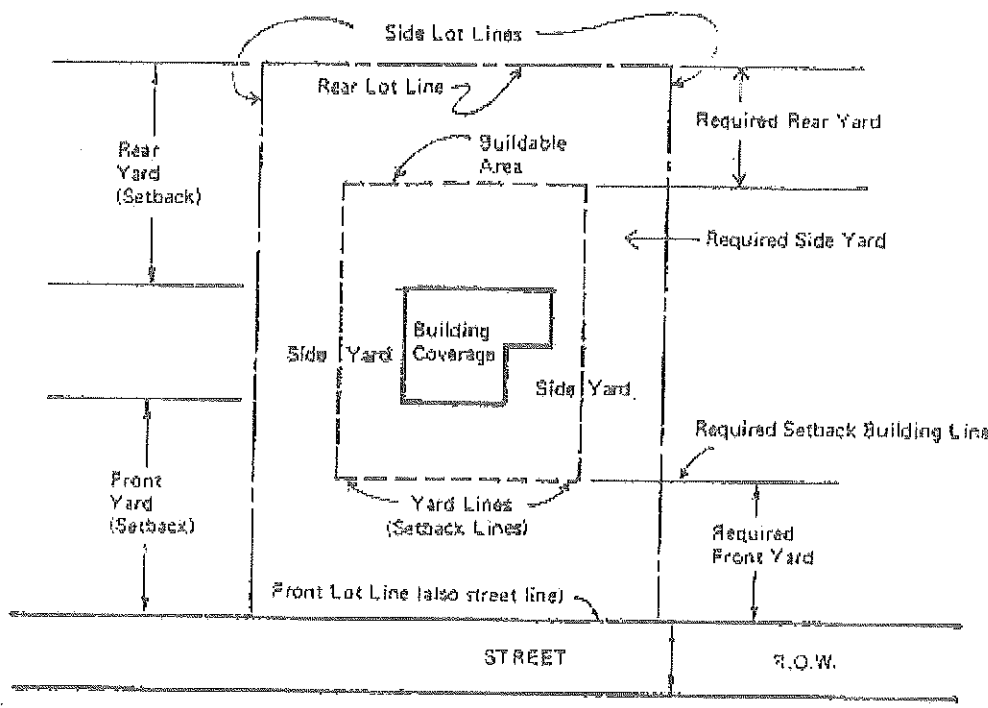 Side Lot Lines
Rear Lot Line
Required Rear Yard
Buildable
Area
Rear
Yard
(Setback)
Required Side Yard
Building
Coverage
Side Yard
Side Yard
Required Setback Building Line
Front
Yard
(Setback)
Yard Lines
(Setback Lines)
Required
Front Yard
Front Lot Line (also street line)
STREET
R.O.W.